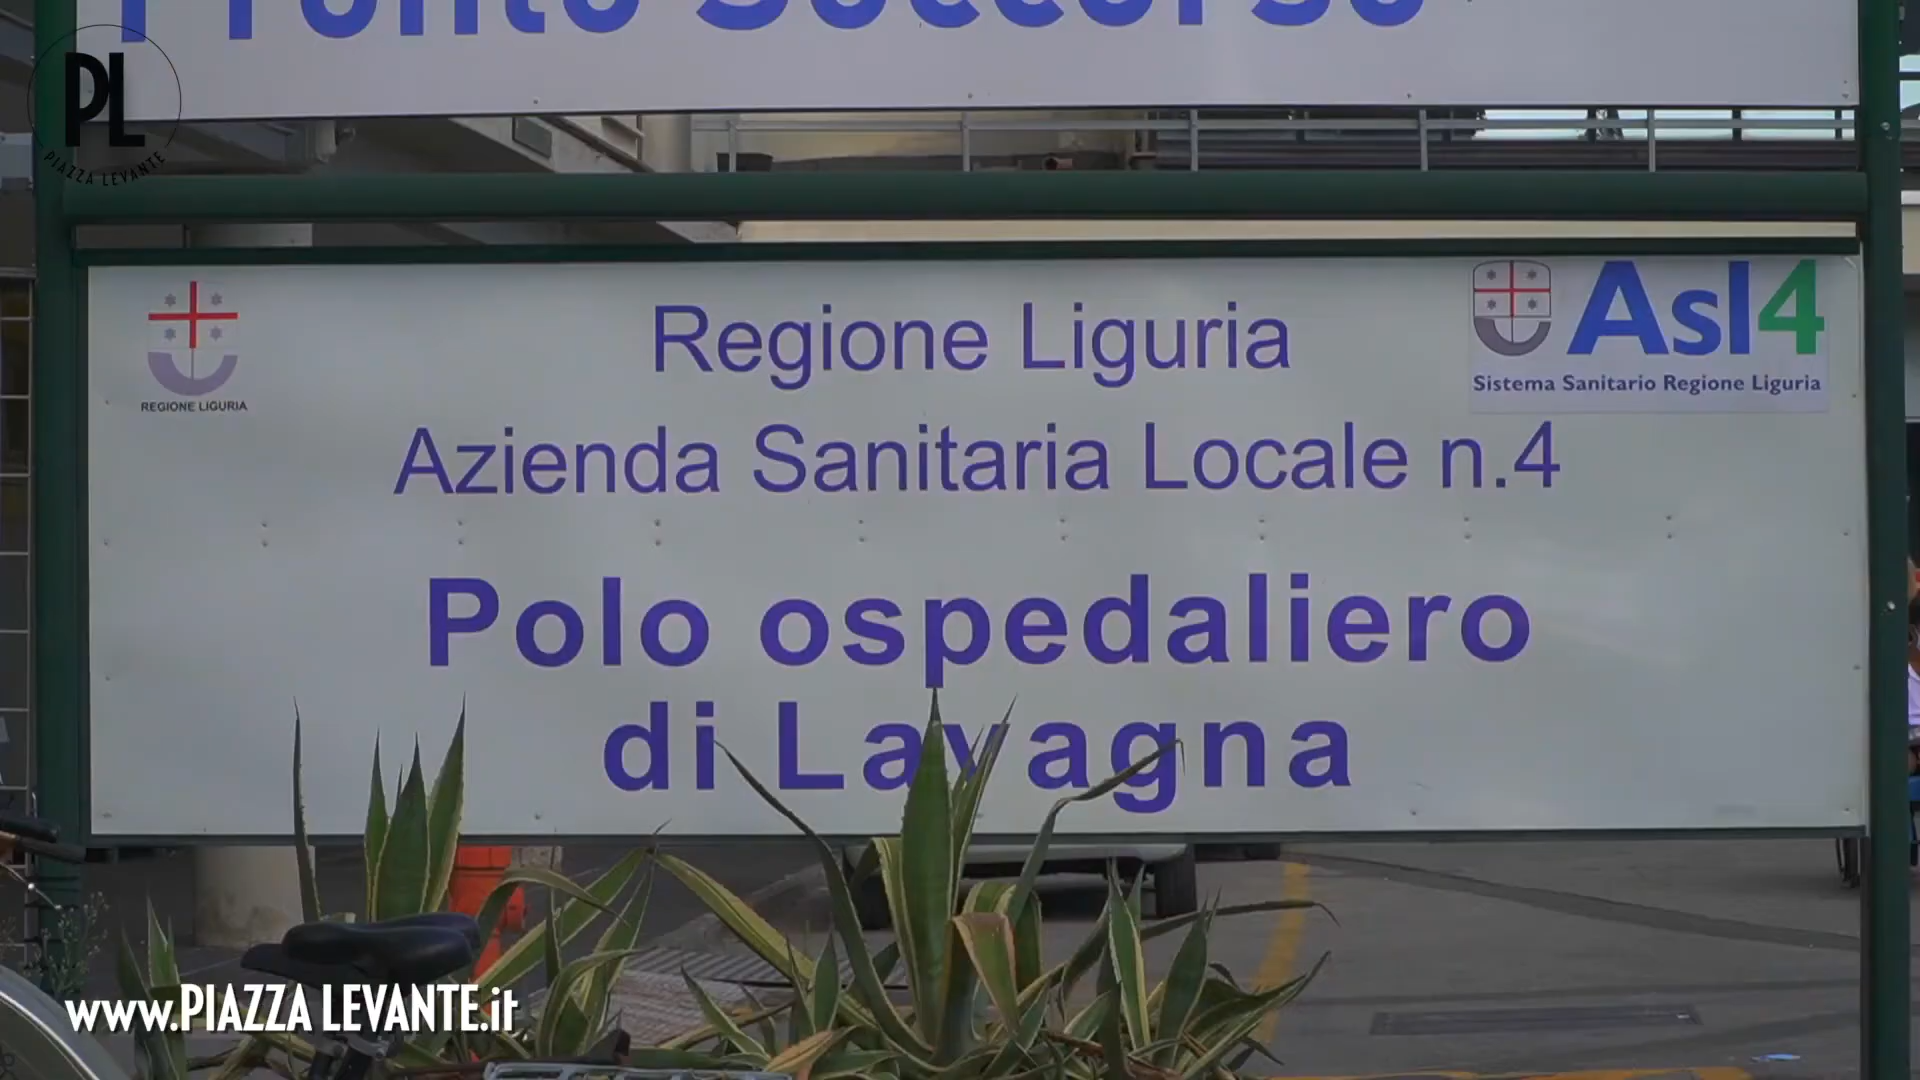 Pronto Soccorso
PL
PIAZZA LEVANTE
Regione Liguria
Asl4
Sistema Sanitario Regione Liguria
REGIONE LIGURIA
Azienda Sanitaria Locale n.4
Polo ospedaliero
di Lavagna
www.PIAZZA LEVANTE.it